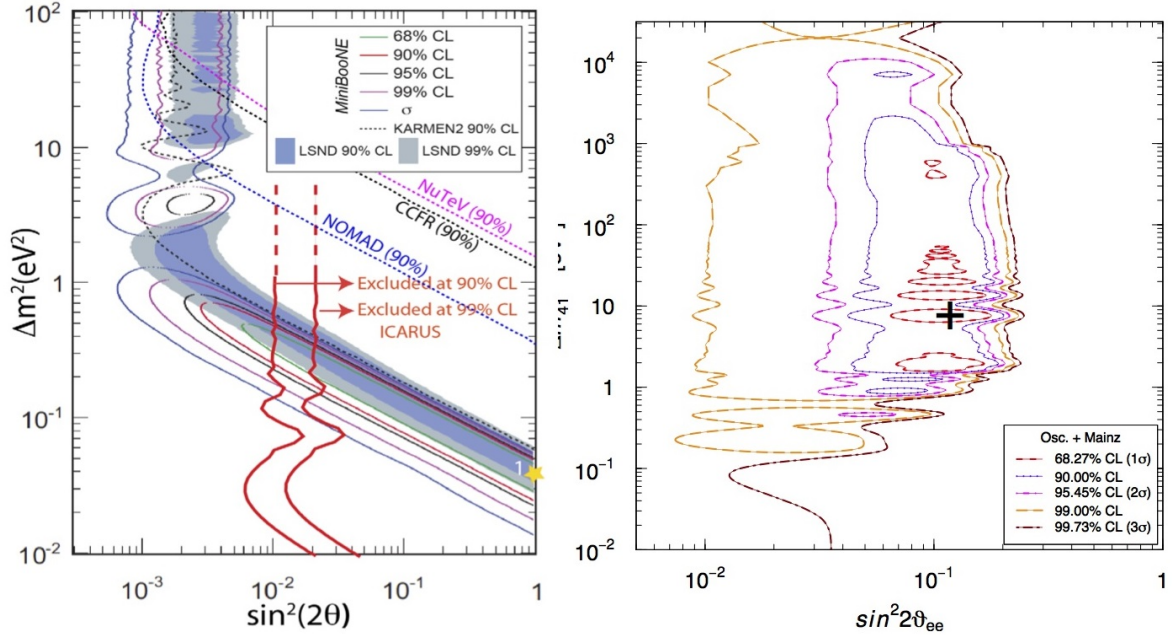 10²
10
1
10⁻¹
10⁻²
Δm²(eV²)
MiniBooNE
68% CL
90% CL
95% CL
99% CL
σ
KARMEN2 90% CL
LSND 90% CL
LSND 99% CL
NuTeV (90%)
CCFR (90%)
NOMAD (90%)
Excluded at 90% CL
Excluded at 99% CL
ICARUS
1
10⁻³
10⁻²
10⁻¹
1
sin²(2θ)
10⁴
10³
10²
10
1
10⁻¹
10⁻²
Osc. + Mainz
68.27% CL (1σ)
90.00% CL
95.45% CL (2σ)
99.00% CL
99.73% CL (3σ)
10⁻²
10⁻¹
1
sin²2ϑee